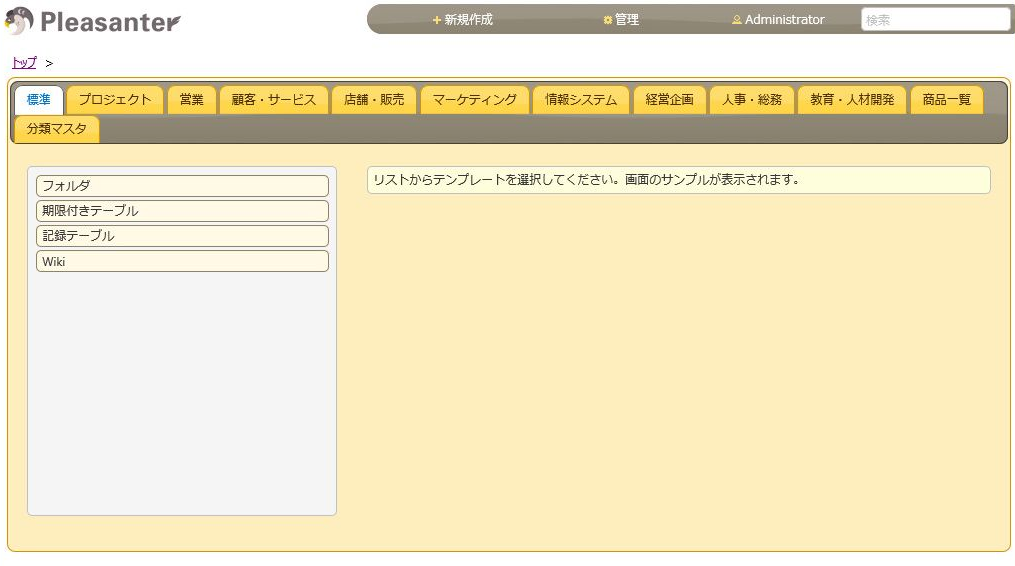 Pleasanter
新規作成 管理 Administrator 検索
トップ >
標準 プロジェクト 営業 顧客・サービス 店舗・販売 マーケティング 情報システム 経営企画 人事・総務 教育・人材開発 商品一覧
分類マスタ
フォルダ
期限付きテーブル
記録テーブル
Wiki
リストからテンプレートを選択してください。画面のサンプルが表示されます。